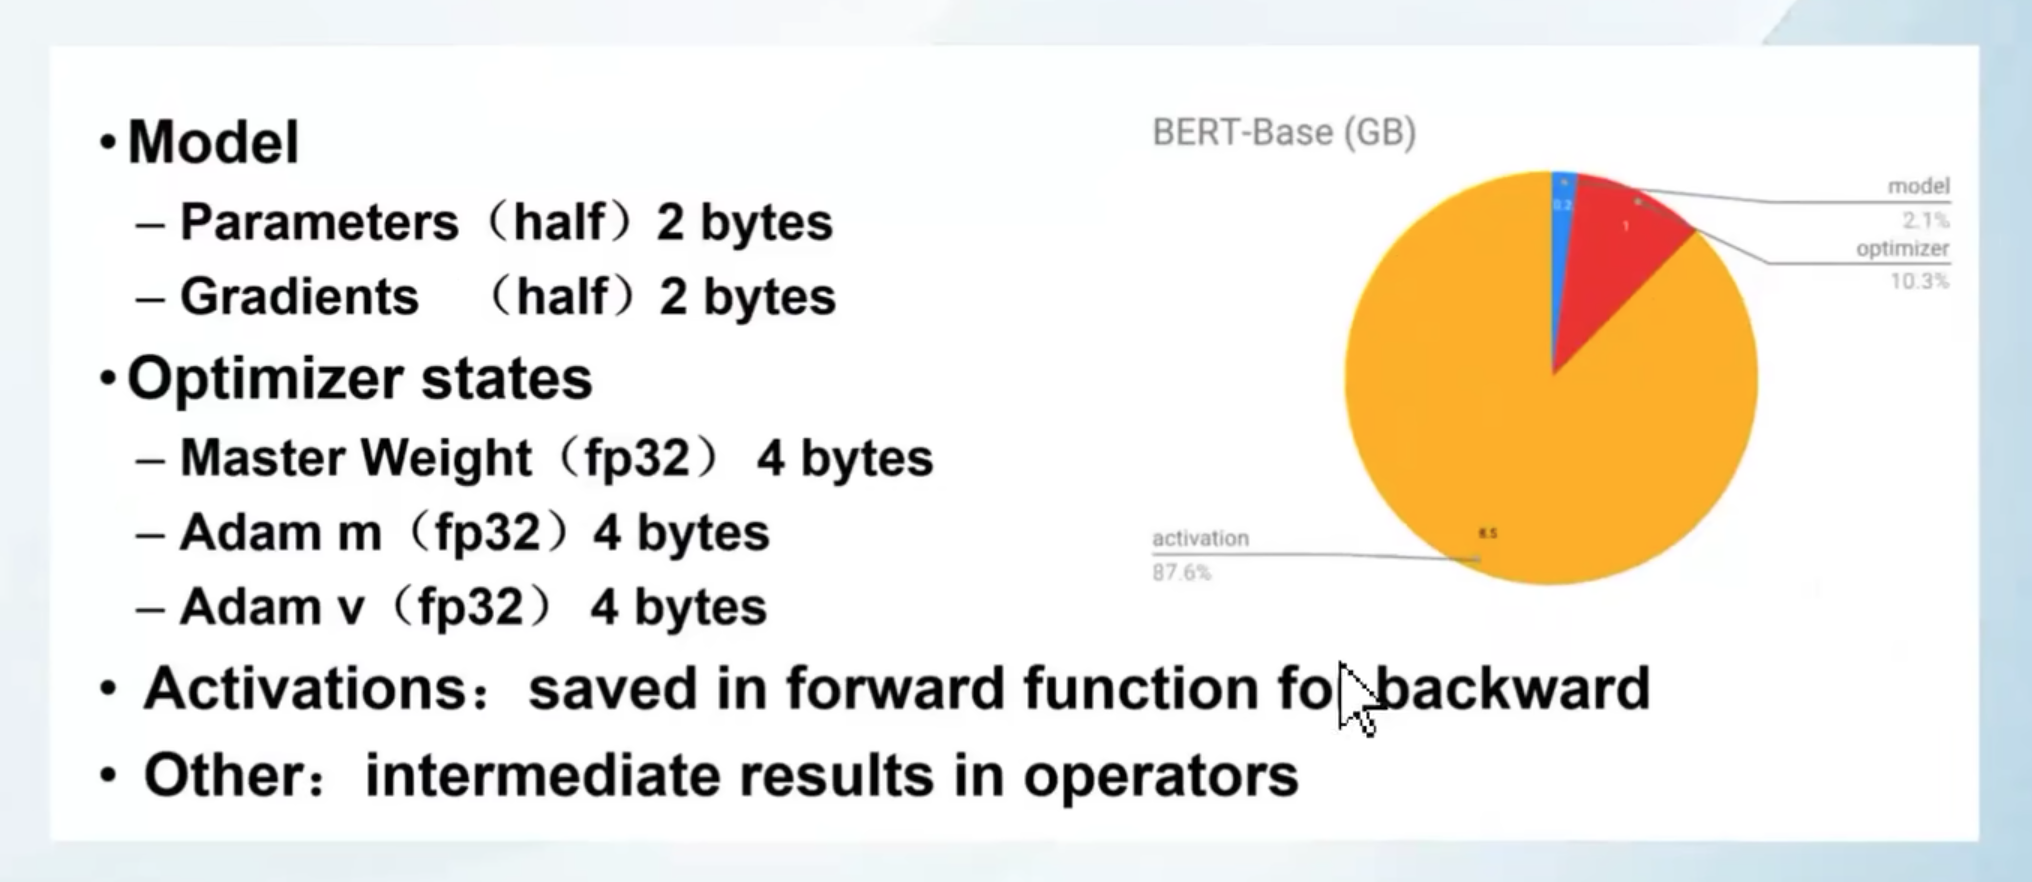 • Model
– Parameters（half）2 bytes
– Gradients （half）2 bytes
• Optimizer states
– Master Weight（fp32） 4 bytes
– Adam m（fp32）4 bytes
– Adam v（fp32） 4 bytes
• Activations：saved in forward function fo backward
• Other：intermediate results in operators
BERT-Base (GB)
0.2
1
model
2.1%
optimizer
10.3%
8.5
activation
87.6%